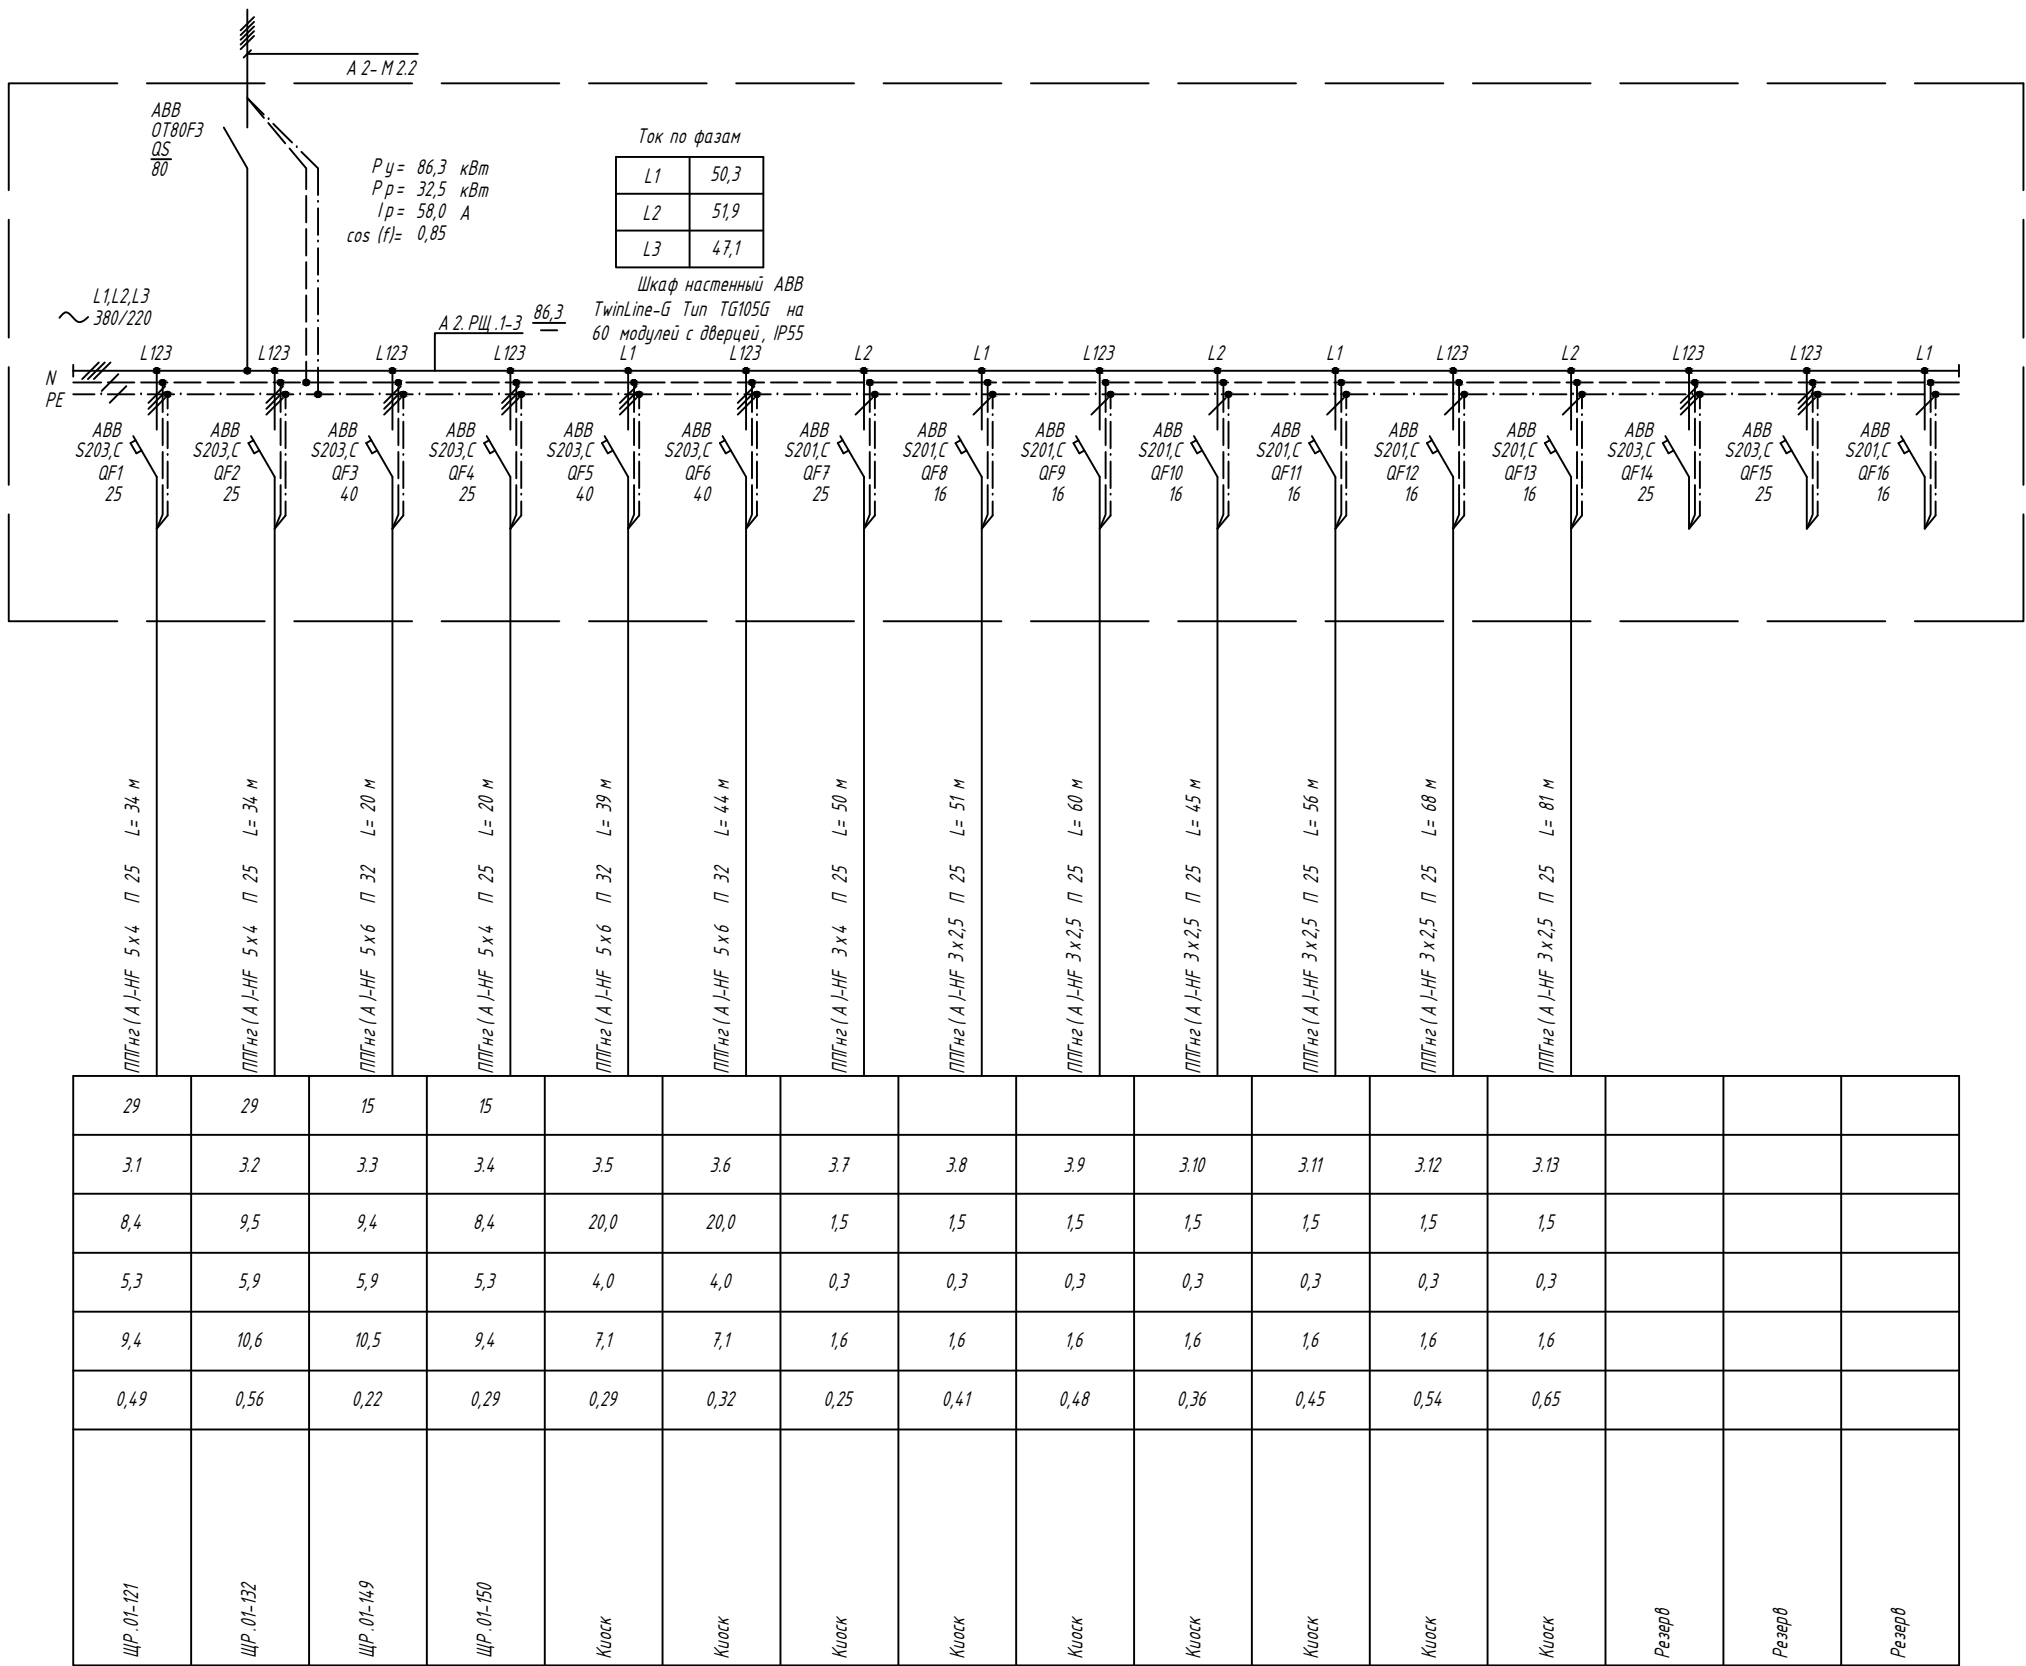 А 2- М 2.2
АВВ
ОТ80F3
QS
80
Ру= 86,3 кВт
Рр= 32,5 кВт
Iр= 58,0 А
cos (f)= 0,85
Ток по фазам
L1 50,3
L2 51,9
L3 47,1
Шкаф настенный АВВ
TwinLine-G Тип TG105G на
60 модулей с дверцей, IP55
L1,L2,L3
380/220
А 2. РЩ .1-3 86,3
L123 L123 L123 L123 L1 L123 L2 L1 L123 L2 L1 L123 L2 L123 L123 L1
N
PE
АВВ АВВ АВВ АВВ АВВ АВВ АВВ АВВ АВВ АВВ АВВ АВВ АВВ АВВ АВВ АВВ
S203,C S203,C S203,C S203,C S203,C S203,C S201,C S201,C S201,C S201,C S201,C S201,C S201,C S203,C S203,C S201,C
QF1 QF2 QF3 QF4 QF5 QF6 QF7 QF8 QF9 QF10 QF11 QF12 QF13 QF14 QF15 QF16
25 25 40 25 40 40 25 16 16 16 16 16 16 25 25 16
ППГнг(А)-HF 5х4 П 25 L= 34 м
ППГнг(А)-HF 5х4 П 25 L= 34 м
ППГнг(А)-HF 5х6 П 32 L= 20 м
ППГнг(А)-HF 5х4 П 25 L= 20 м
ППГнг(А)-HF 5х6 П 32 L= 39 м
ППГнг(А)-HF 5х6 П 32 L= 44 м
ППГнг(А)-HF 3х4 П 25 L= 50 м
ППГнг(А)-HF 3х2,5 П 25 L= 51 м
ППГнг(А)-HF 3х2,5 П 25 L= 60 м
ППГнг(А)-HF 3х2,5 П 25 L= 45 м
ППГнг(А)-HF 3х2,5 П 25 L= 56 м
ППГнг(А)-HF 3х2,5 П 25 L= 68 м
ППГнг(А)-HF 3х2,5 П 25 L= 81 м
29 29 15 15
3.1 3.2 3.3 3.4 3.5 3.6 3.7 3.8 3.9 3.10 3.11 3.12 3.13
8,4 9,5 9,4 8,4 20,0 20,0 1,5 1,5 1,5 1,5 1,5 1,5 1,5
5,3 5,9 5,9 5,3 4,0 4,0 0,3 0,3 0,3 0,3 0,3 0,3 0,3
9,4 10,6 10,5 9,4 7,1 7,1 1,6 1,6 1,6 1,6 1,6 1,6 1,6
0,49 0,56 0,22 0,29 0,29 0,32 0,25 0,41 0,48 0,36 0,45 0,54 0,65
ЩР.01-121
ЩР.01-132
ЩР.01-149
ЩР.01-150
Киоск
Киоск
Киоск
Киоск
Киоск
Киоск
Киоск
Киоск
Киоск
Резерв
Резерв
Резерв